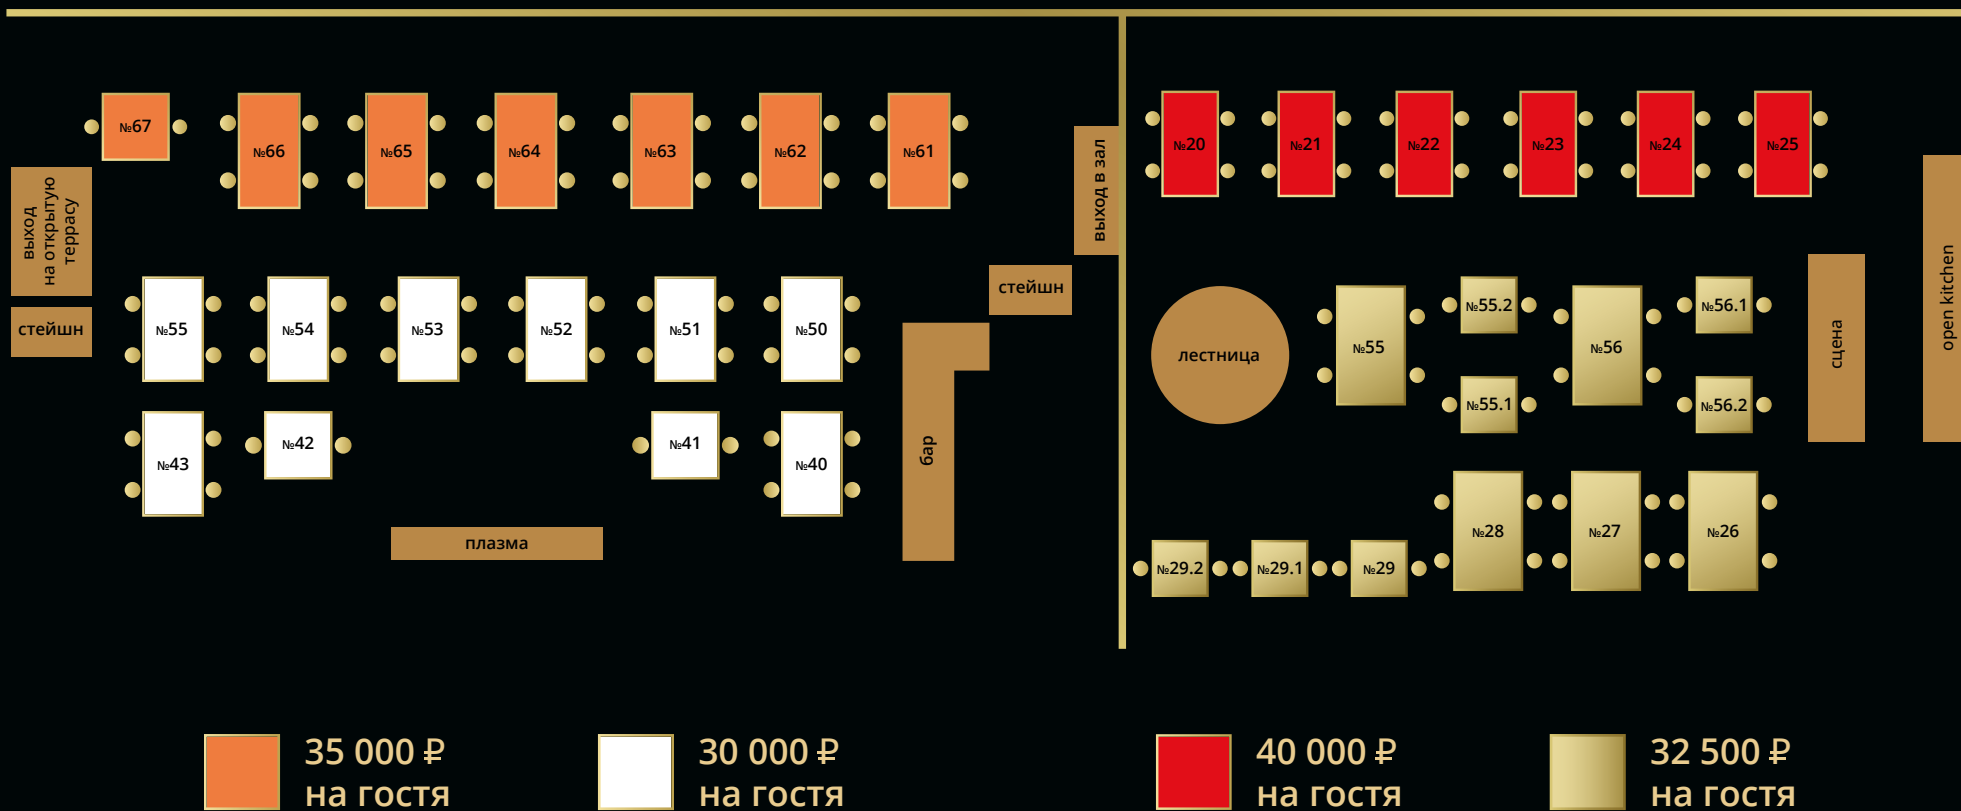 №67
№66
№65
№64
№63
№62
№61
выход
на открытую
террасу
стейшн
№55
№54
№53
№52
№51
№50
№43
№42
№41
№40
плазма
бар
стейшн
выход в зал
№20
№21
№22
№23
№24
№25
лестница
№55
№55.2
№55.1
№56
№56.1
№56.2
сцена
open kitchen
№29.2
№29.1
№29
№28
№27
№26
35 000 ₽
на гостя
30 000 ₽
на гостя
40 000 ₽
на гостя
32 500 ₽
на гостя